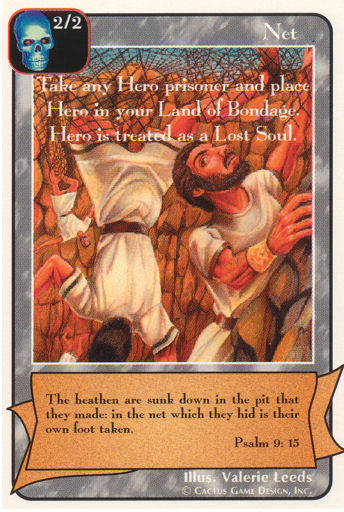 2/2
Net
Take any Hero prisoner and place
Hero in your Land of Bondage.
Hero is treated as a Lost Soul.
The heathen are sunk down in the pit that
they made: in the net which they hid is their
own foot taken.
Psalm 9: 15
Illus. Valerie Leeds
© Cactus Game Design, Inc.